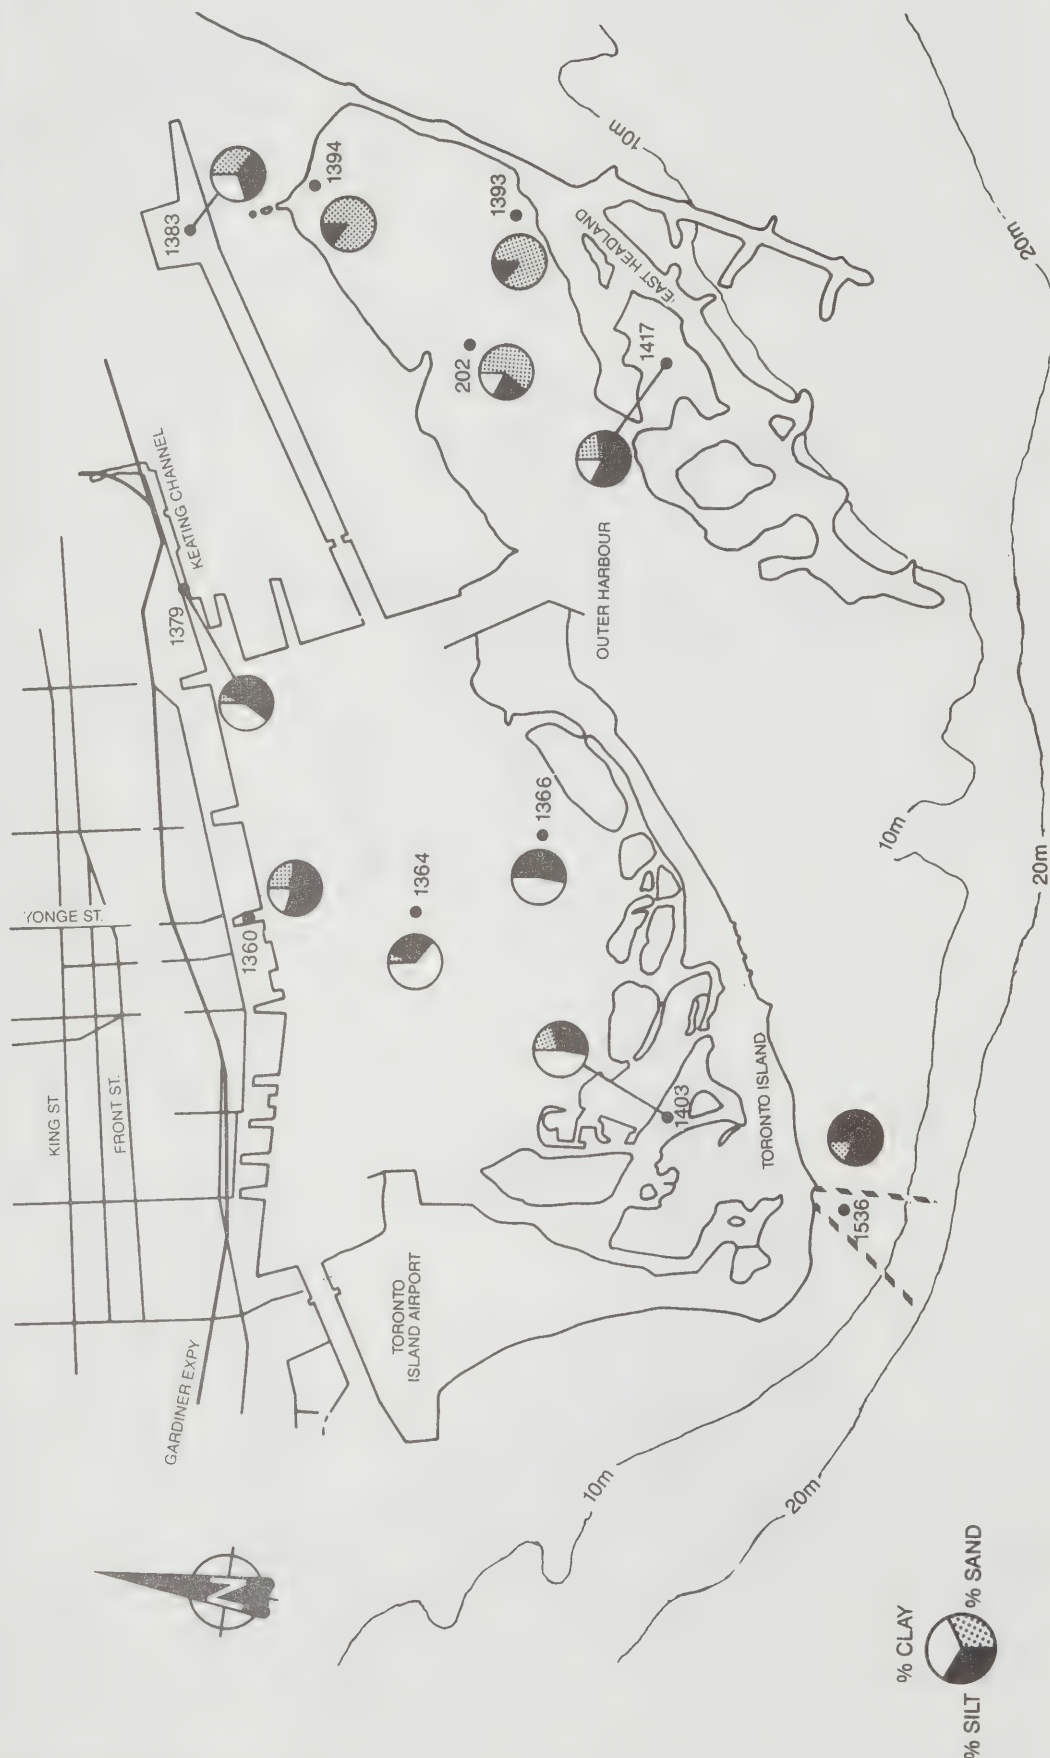 10m
20m
1394
1383
1393
EAST HEADLAND
202
1417
KEATING CHANNEL
1379
OUTER HARBOUR
1366
1364
10m
20m
YONGE ST.
1360
KING ST
FRONT ST.
1403
TORONTO ISLAND
1536
TORONTO
ISLAND AIRPORT
GARDINER EXPY
10m
20m
N
% CLAY
% SILT
% SAND